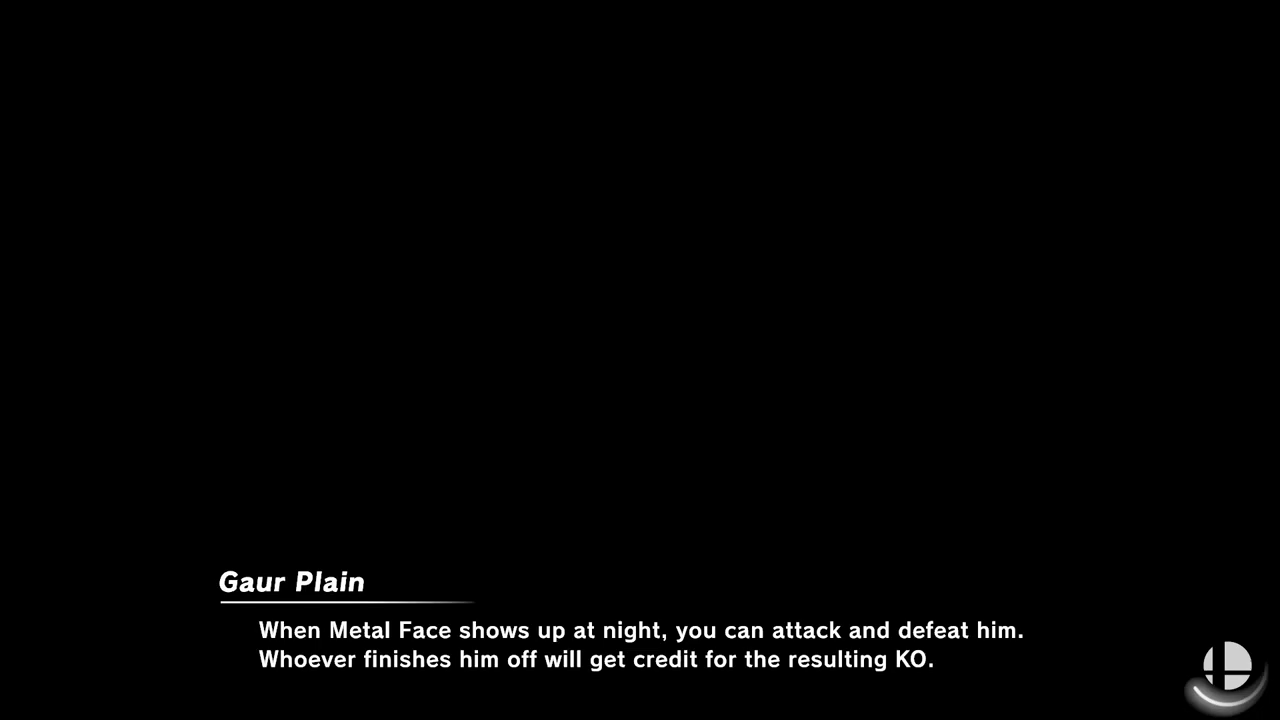 Gaur Plain
When Metal Face shows up at night, you can attack and defeat him.
Whoever finishes him off will get credit for the resulting KO.